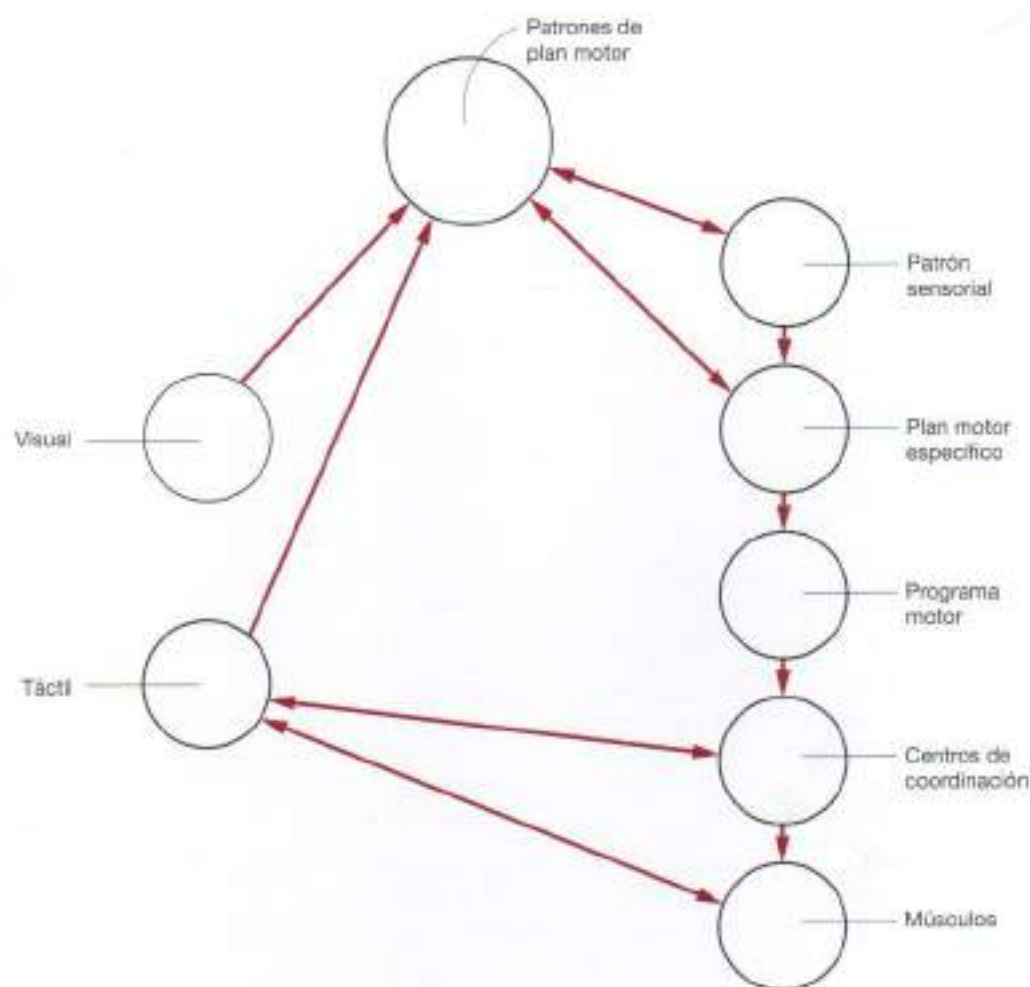 Patrones de
plan motor
Patrón
sensorial
Visual
Plan motor
específico
Programa
motor
Táctil
Centros de
coordinación
Músculos